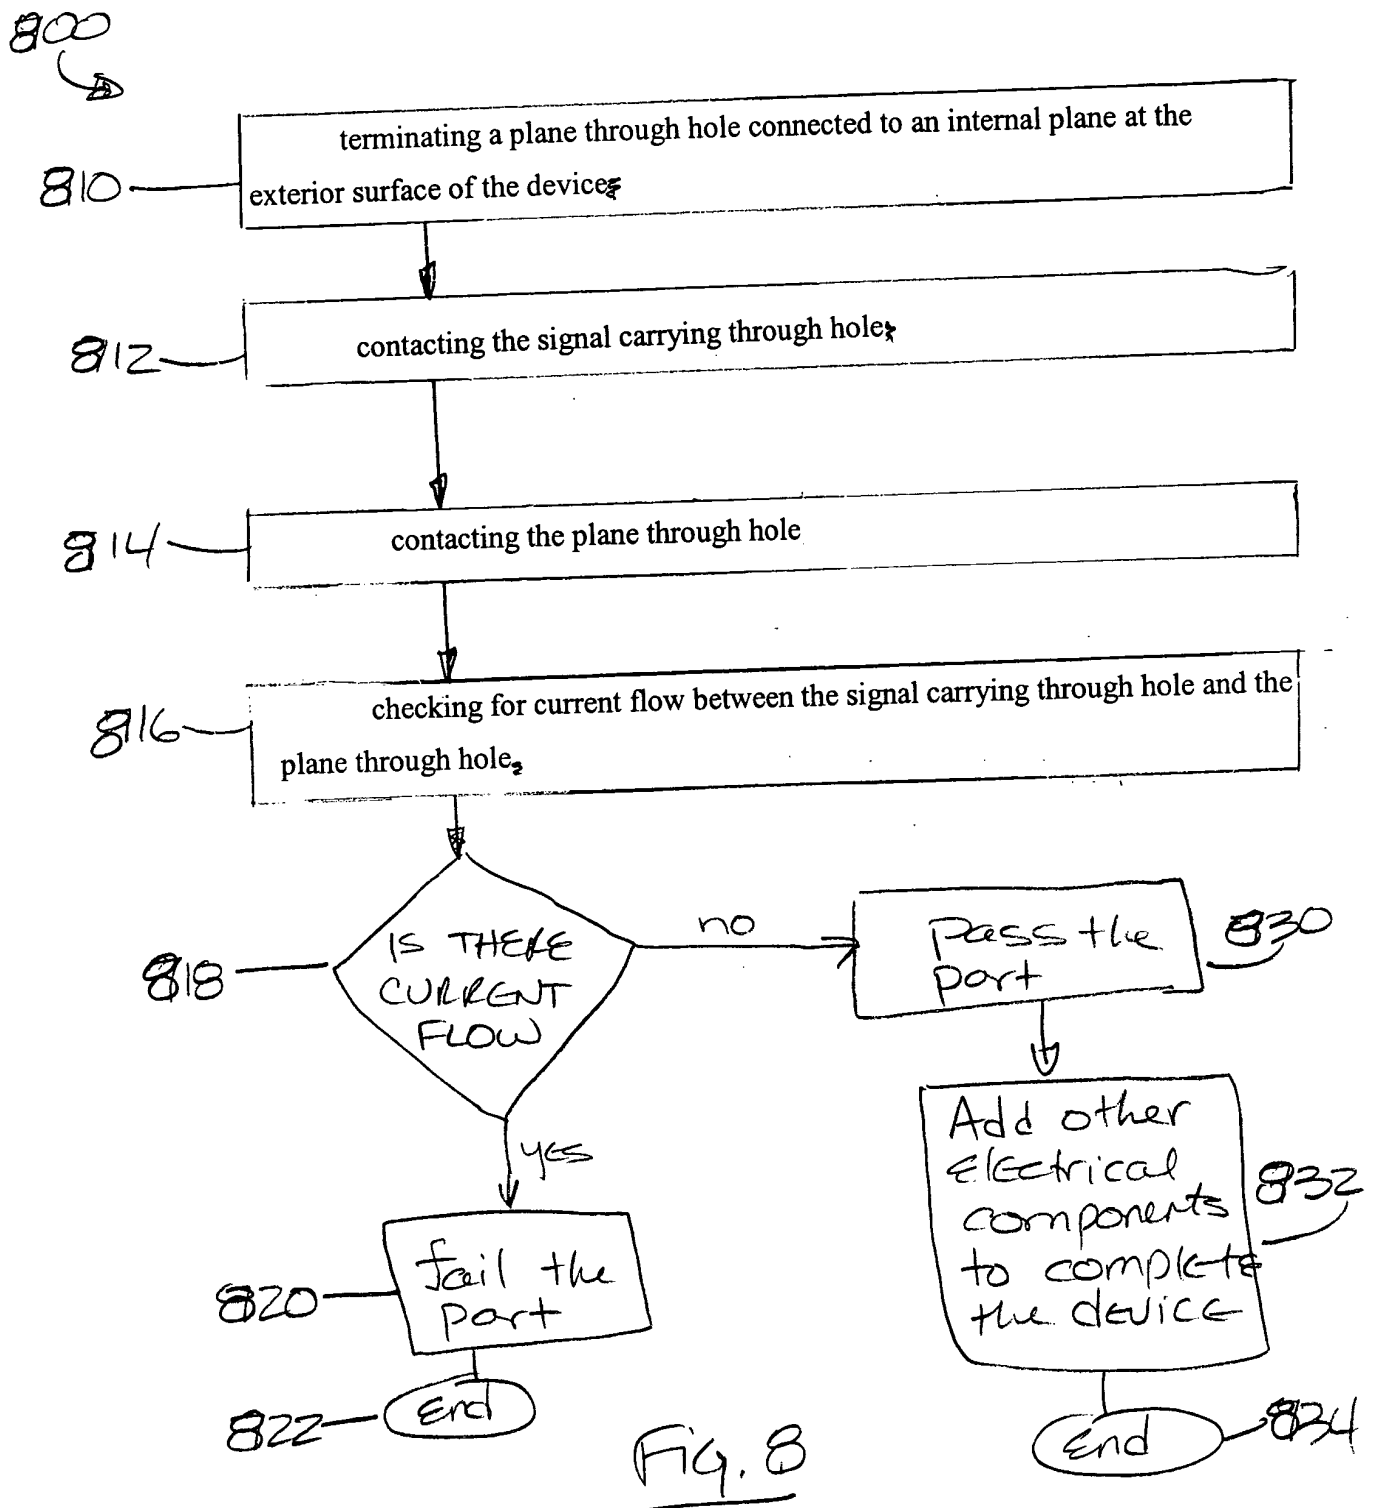 800
terminating a plane through hole connected to an internal plane at the
810
exterior surface of the device
812
contacting the signal carrying through hole
814
contacting the plane through hole
816
checking for current flow between the signal carrying through hole and the
plane through hole
818
IS THERE
CURRENT
FLOW
no
yes
pass the
part
830
Add other
electrical
components
to complete
the device
832
820
fail the
part
822
End
End
834
Fig. 8